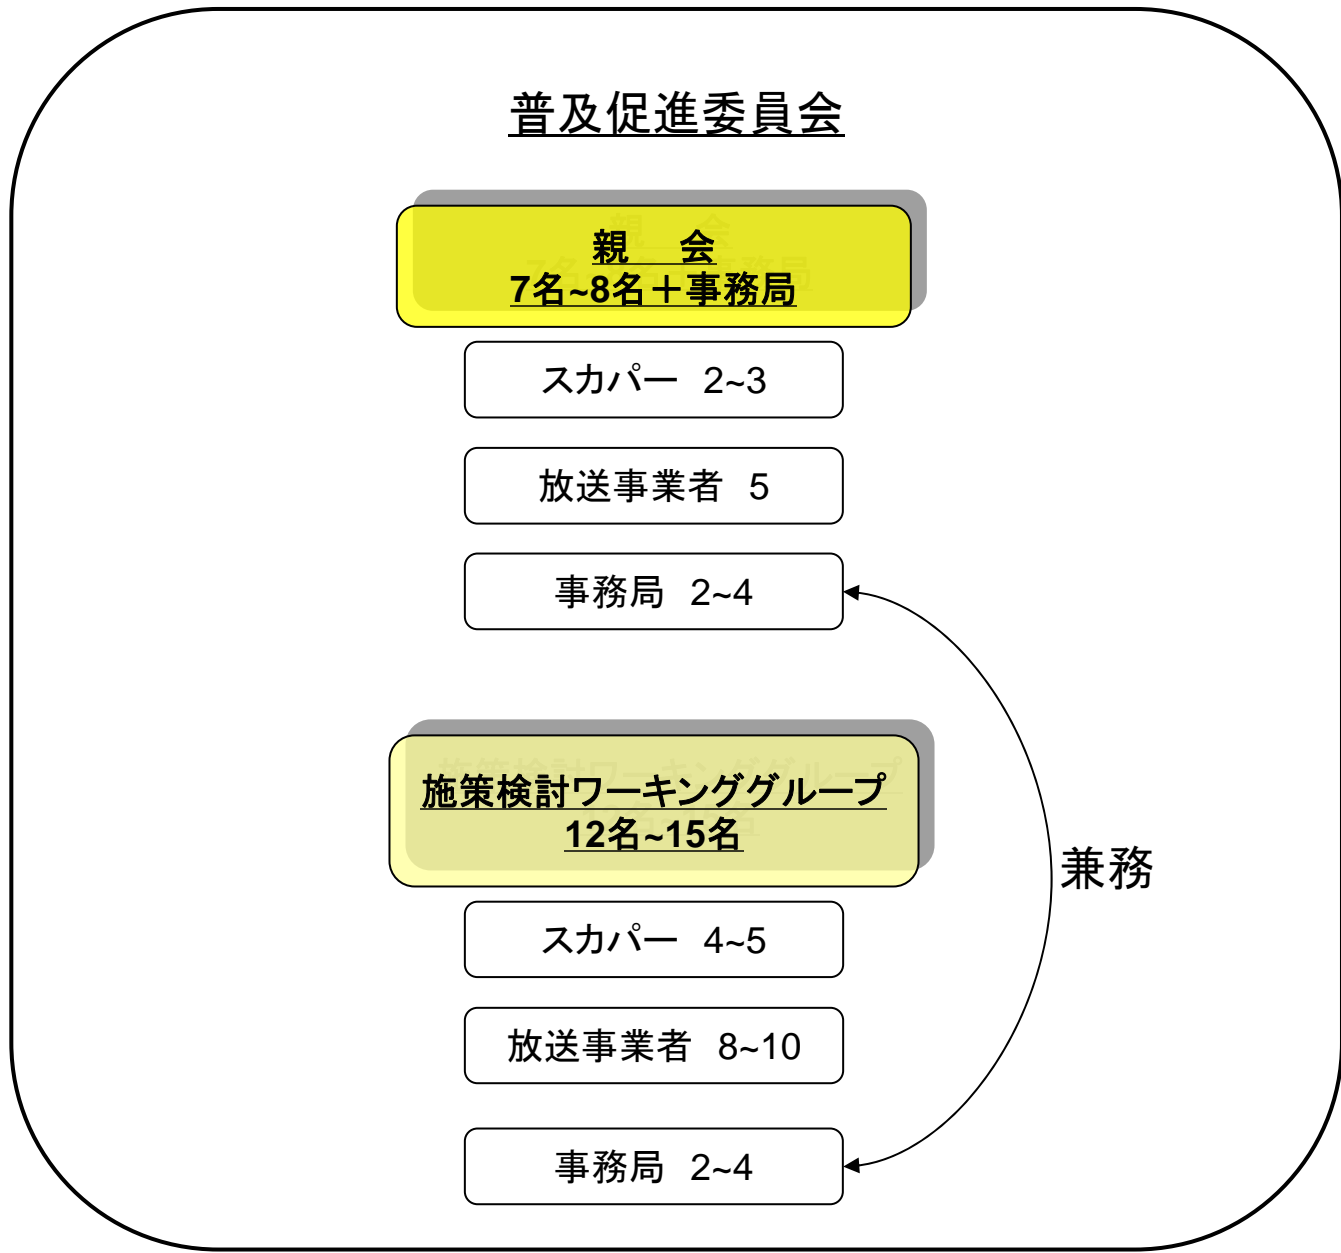 普及促進委員会
親　会
7名~8名＋事務局
スカパー　2~3
放送事業者　5
事務局　2~4
施策検討ワーキンググループ
12名~15名
兼務
スカパー　4~5
放送事業者　8~10
事務局　2~4